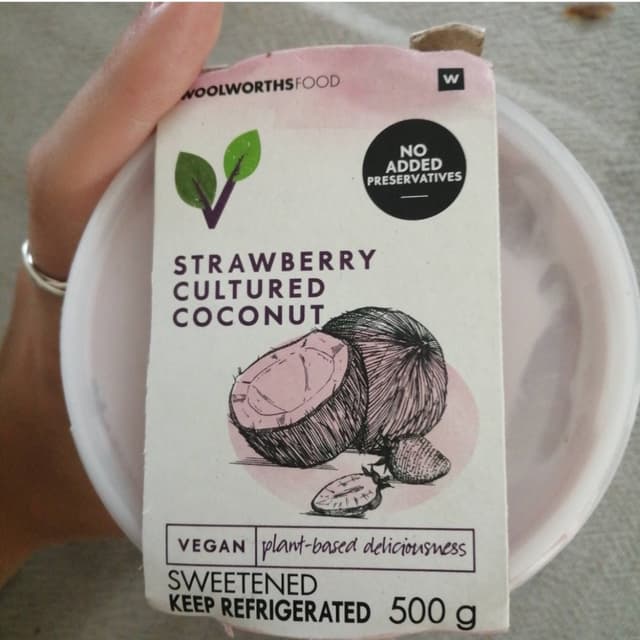 WOOLWORTHSFOOD
W
NO
ADDED
PRESERVATIVES
STRAWBERRY
CULTURED
COCONUT
VEGAN plant-based deliciousness
SWEETENED
KEEP REFRIGERATED 500 g